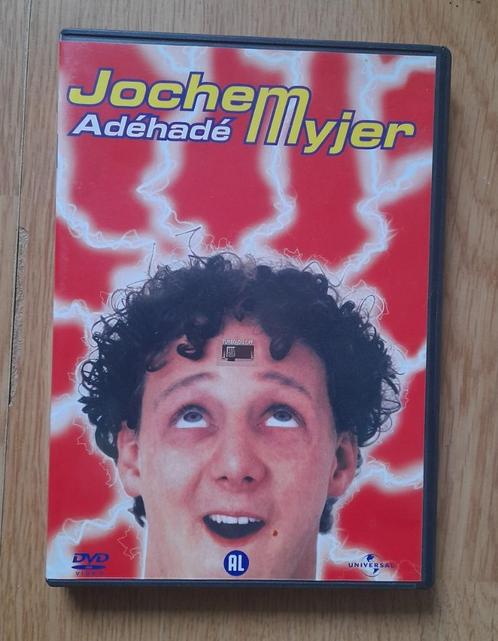 Jochem Myjer
Adéhadé
DVD
VIDEO
AL
UNIVERSAL